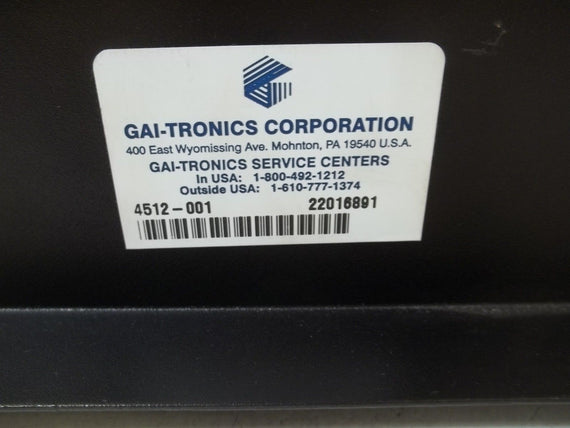 GAI-TRONICS CORPORATION
400 East Wyomissing Ave. Mohnton, PA 19540 U.S.A.
GAI-TRONICS SERVICE CENTERS
In USA: 1-800-492-1212
Outside USA: 1-610-777-1374
4512-001 22016891